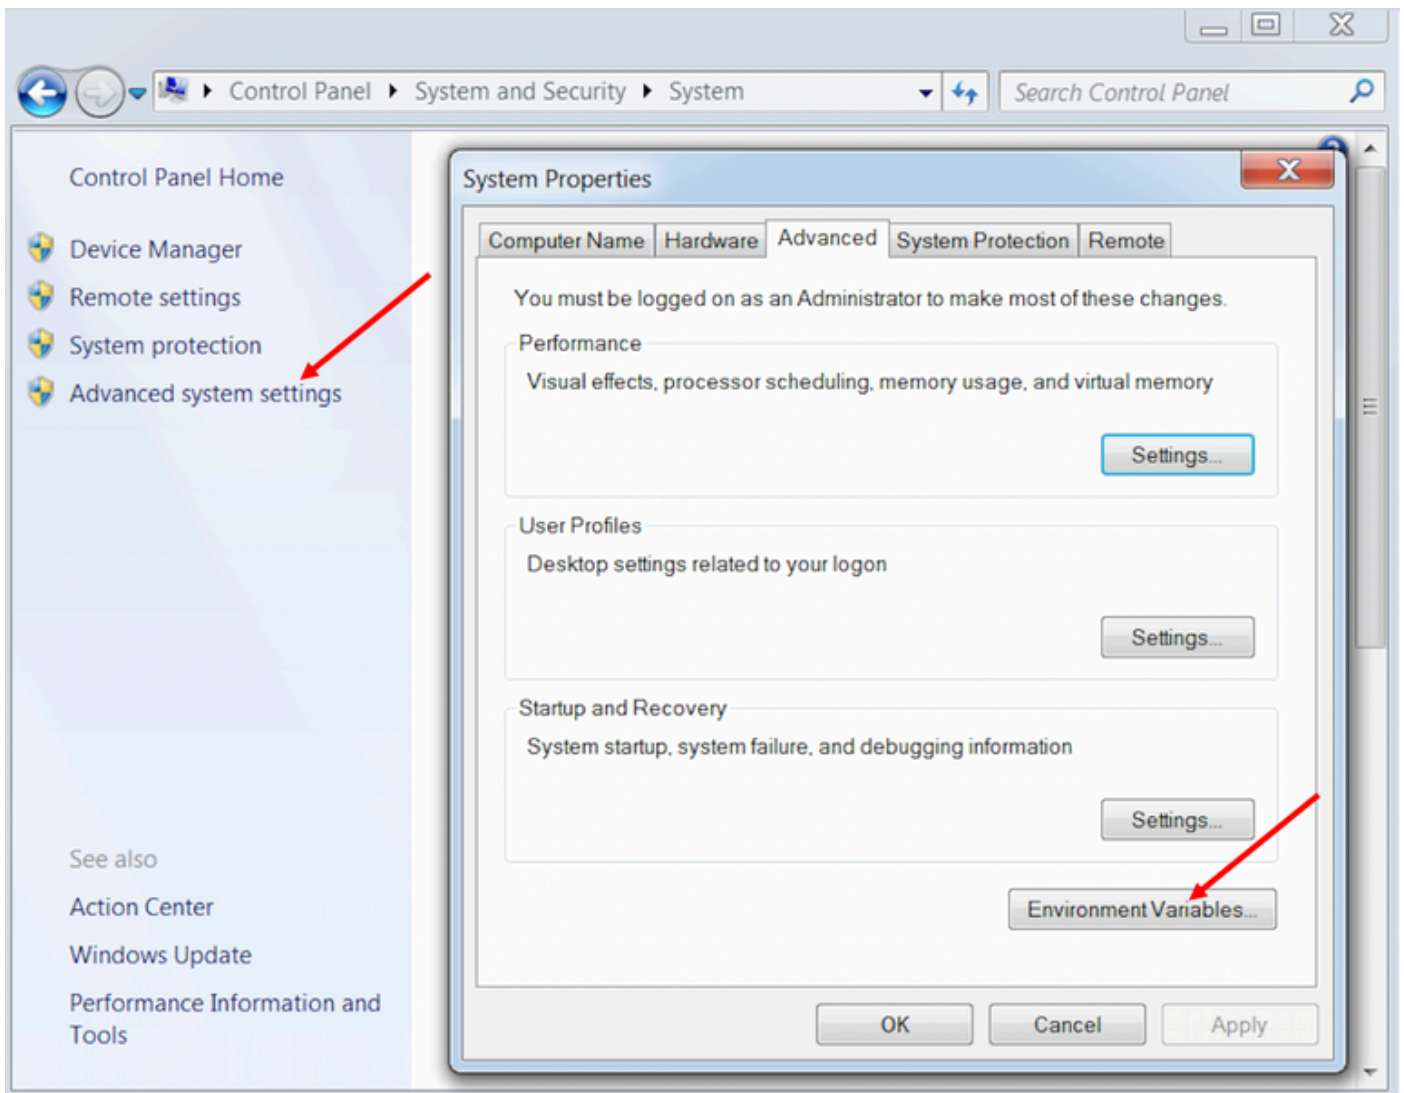 Control Panel System and Security System
Search Control Panel
Control Panel Home
Device Manager
Remote settings
System protection
Advanced system settings
See also
Action Center
Windows Update
Performance Information and
Tools
System Properties
Computer Name Hardware Advanced System Protection Remote
You must be logged on as an Administrator to make most of these changes.
Performance
Visual effects, processor scheduling, memory usage, and virtual memory
Settings...
User Profiles
Desktop settings related to your logon
Settings...
Startup and Recovery
System startup, system failure, and debugging information
Settings...
Environment Variables...
OK Cancel Apply